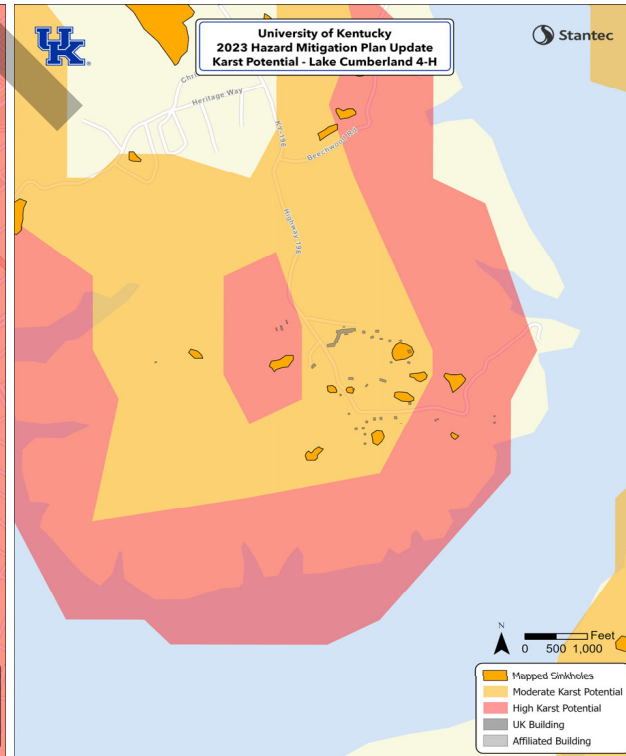 UK
University of Kentucky
2023 Hazard Mitigation Plan Update
Karst Potential - Lake Cumberland 4-H
Stantec
Heritage Way
KY-196
Beechwood Rd
Highway 196
N
Feet
0 500 1,000
Mapped Sinkholes
Moderate Karst Potential
High Karst Potential
UK Building
Affiliated Building